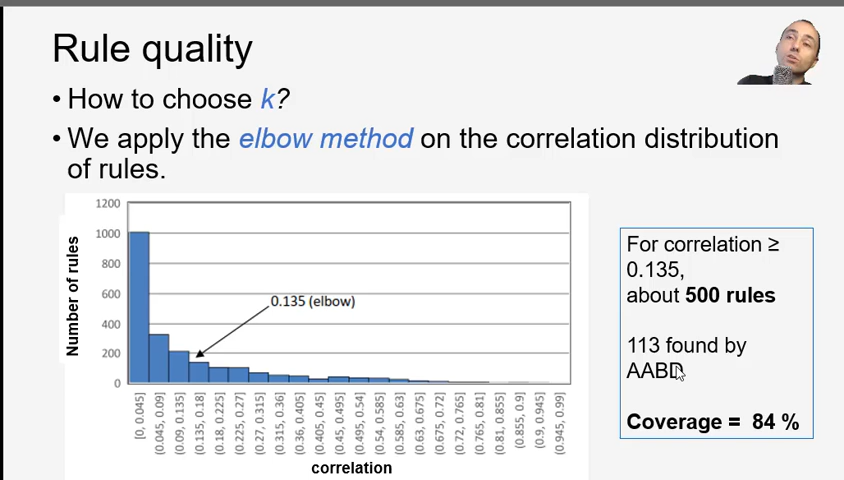 Rule quality
• How to choose k?
• We apply the elbow method on the correlation distribution
of rules.
1200
1000
800
600
400
200
0
Number of rules
0.135 (elbow)
[0, 0.045]
(0.045, 0.09]
(0.09, 0.135]
(0.135, 0.18]
(0.18, 0.225]
(0.225, 0.27]
(0.27, 0.315]
(0.315, 0.36]
(0.36, 0.405]
(0.405, 0.45]
(0.45, 0.495]
(0.495, 0.54]
(0.54, 0.585]
(0.585, 0.63]
(0.63, 0.675]
(0.675, 0.72]
(0.72, 0.765]
(0.765, 0.81]
(0.81, 0.855]
(0.855, 0.9]
(0.9, 0.945]
(0.945, 0.99]
correlation
For correlation ≥
0.135,
about 500 rules
113 found by
AABD
Coverage = 84 %